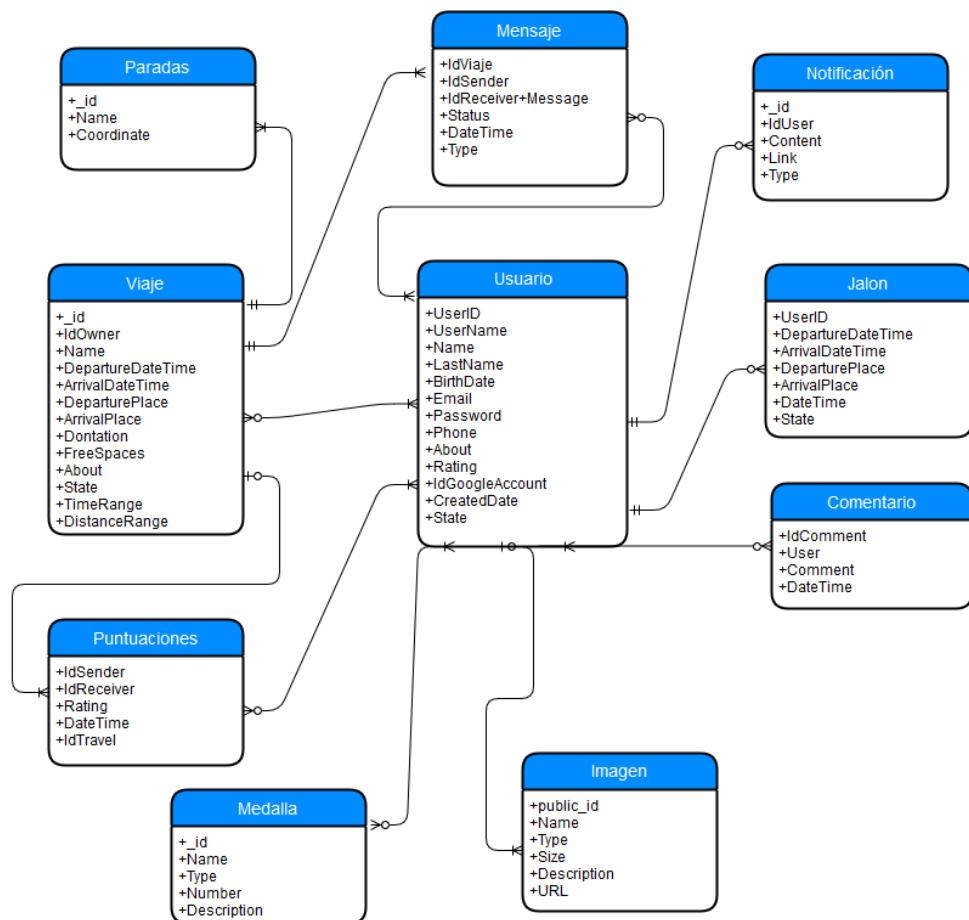 Paradas
+_id
+Name
+Coordinate
Mensaje
+IdViaje
+IdSender
+IdReceiver+Message
+Status
+DateTime
+Type
Notificación
+_id
+IdUser
+Content
+Link
+Type
Viaje
+_id
+IdOwner
+Name
+DepartureDateTime
+ArrivalDateTime
+DeparturePlace
+ArrivalPlace
+Dontation
+FreeSpaces
+About
+State
+TimeRange
+DistanceRange
Usuario
+UserID
+UserName
+Name
+LastName
+BirthDate
+Email
+Password
+Phone
+About
+Rating
+IdGoogleAccount
+CreatedDate
+State
Jalon
+UserID
+DepartureDateTime
+ArrivalDateTime
+DeparturePlace
+ArrivalPlace
+DateTime
+State
Comentario
+IdComment
+User
+Comment
+DateTime
Puntuaciones
+IdSender
+IdReceiver
+Rating
+DateTime
+IdTravel
Medalla
+_id
+Name
+Type
+Number
+Description
Imagen
+public_id
+Name
+Type
+Size
+Description
+URL